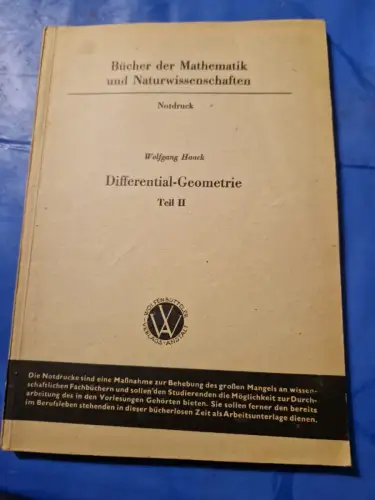 Bücher der Mathematik
und Naturwissenschaften
Notdruck
Wolfgang Haack
Differential-Geometrie
Teil II
WOLFENBÜTTELER
VERLAGSANSTALT
WVA
Die Notdrucke sind eine Maßnahme zur Behebung des großen Mangels an wissen-
schaftlichen Fachbüchern und sollen den Studierenden die Möglichkeit zur Durch-
arbeitung des in den Vorlesungen Gehörten bieten. Sie sollen ferner den bereits
im Berufsleben stehenden in dieser bücherlosen Zeit als Arbeitsunterlage dienen.